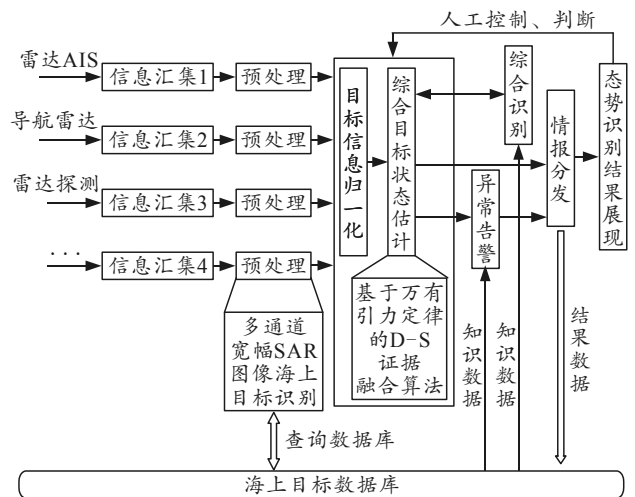 人工控制、判断
雷达AIS
信息汇集1
预处理
导航雷达
信息汇集2
预处理
雷达探测
信息汇集3
预处理
...
信息汇集4
预处理
目标信息归一化
综合目标状态估计
综合识别
异常告警
情报分发
态势识别结果展现
多通道
宽幅SAR
图像海上
目标识别
基于万有
引力定律
的D-S
证据
融合算法
知识数据
知识数据
结果数据
查询数据库
海上目标数据库